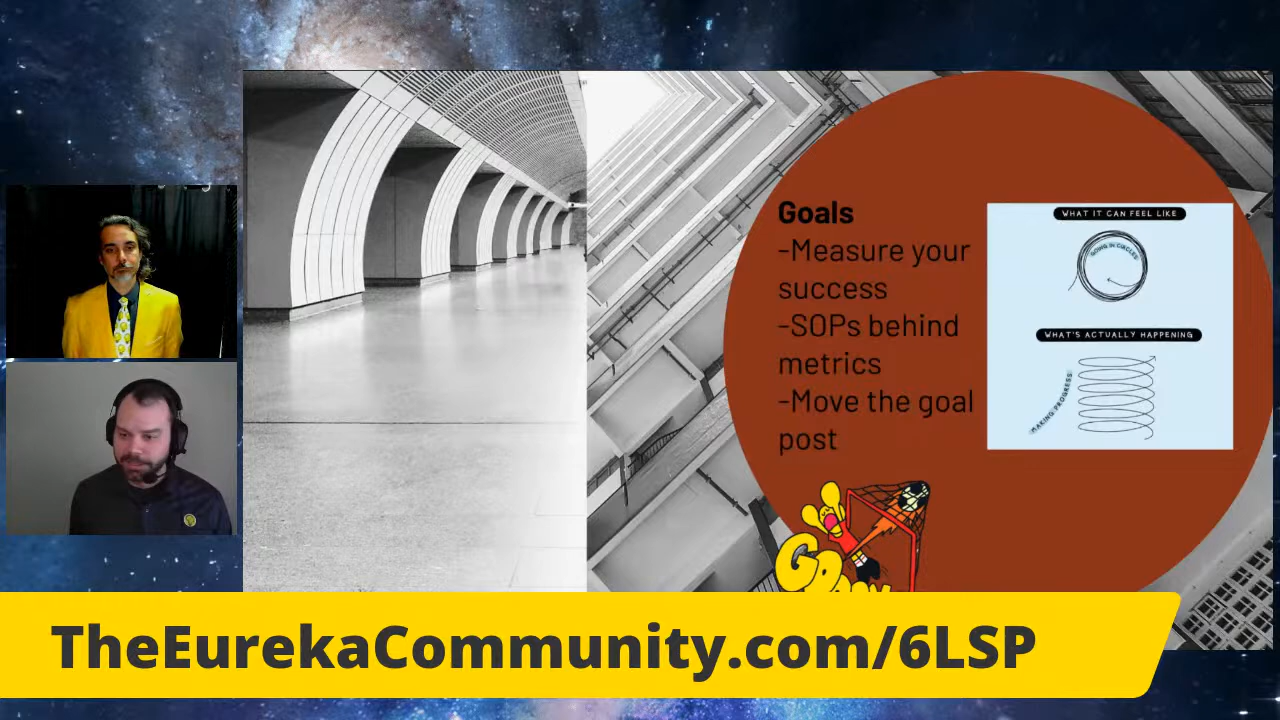 Goals
-Measure your
success
-SOPs behind
metrics
-Move the goal
post
WHAT IT CAN FEEL LIKE
GOING IN CIRCLES
WHAT'S ACTUALLY HAPPENING
MAKING PROGRESS
TheEurekaCommunity.com/6LSP